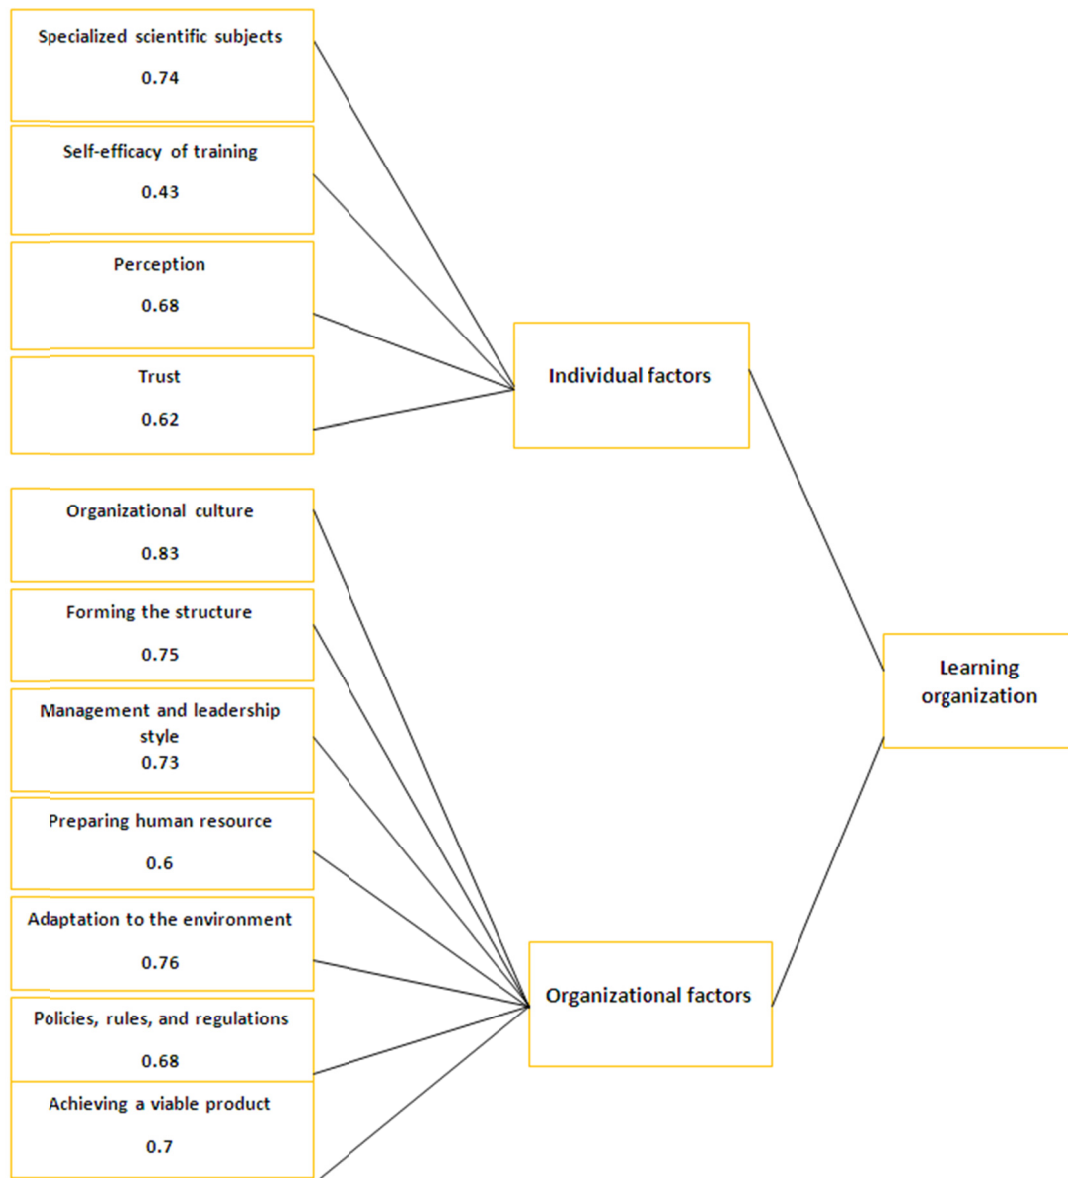 Specialized scientific subjects
0.74
Self-efficacy of training
0.43
Perception
0.68
Trust
0.62
Individual factors
Organizational culture
0.83
Forming the structure
0.75
Management and leadership
style
0.73
Preparing human resource
0.6
Adaptation to the environment
0.76
Policies, rules, and regulations
0.68
Achieving a viable product
0.7
Organizational factors
Learning
organization